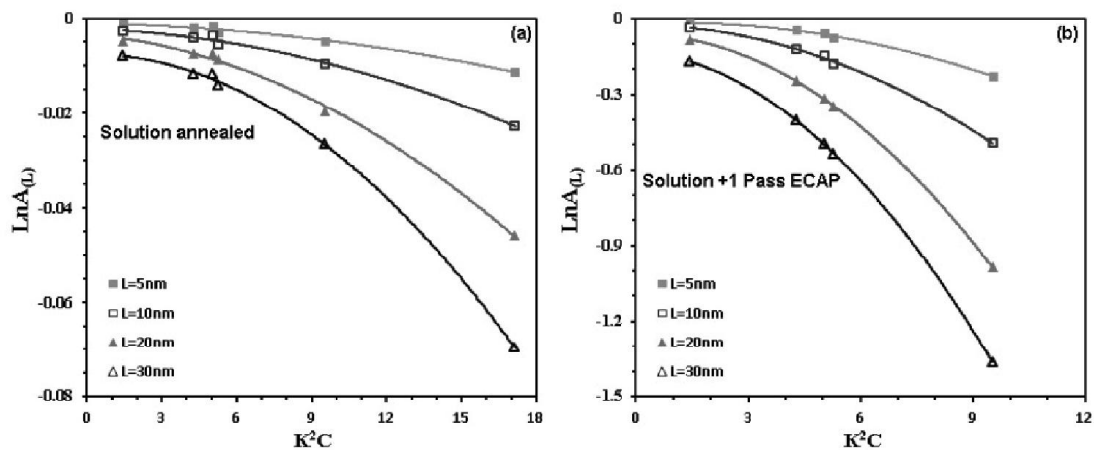 (a)
0
-0.02
-0.04
-0.06
-0.08
LnA(L)
Solution annealed
L=5nm
L=10nm
L=20nm
L=30nm
0 3 6 9 12 15 18
K²C
(b)
0
-0.3
-0.6
-0.9
-1.2
-1.5
LnA(L)
Solution +1 Pass ECAP
L=5nm
L=10nm
L=20nm
L=30nm
0 3 6 9 12
K²C